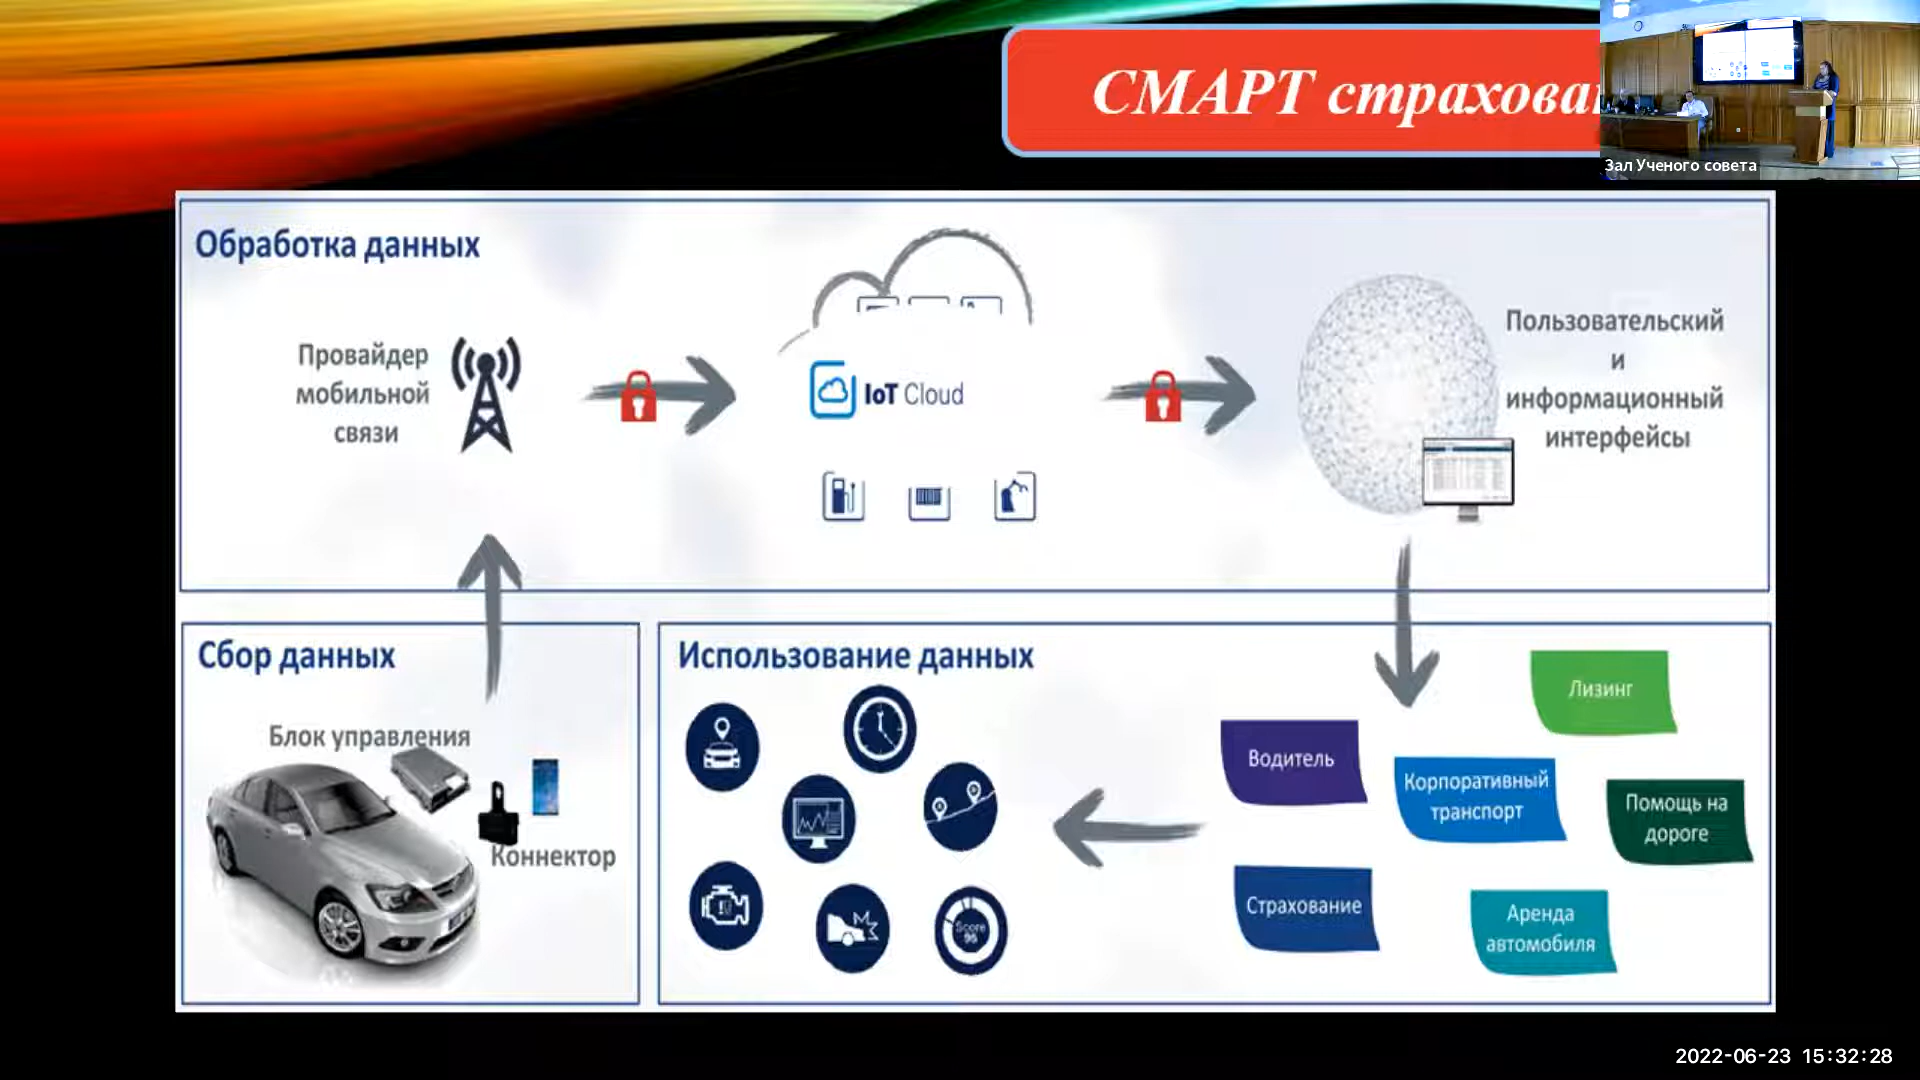 СМАРТ страхова
Зал Ученого совета
Обработка данных
Провайдер
мобильной
связи
IoT Cloud
Пользовательский
и
информационный
интерфейсы
Сбор данных
Блок управления
Коннектор
Использование данных
Score
95
Водитель
Корпоративный
транспорт
Лизинг
Помощь на
дороге
Страхование
Аренда
автомобиля
2022-06-23 15:32:28